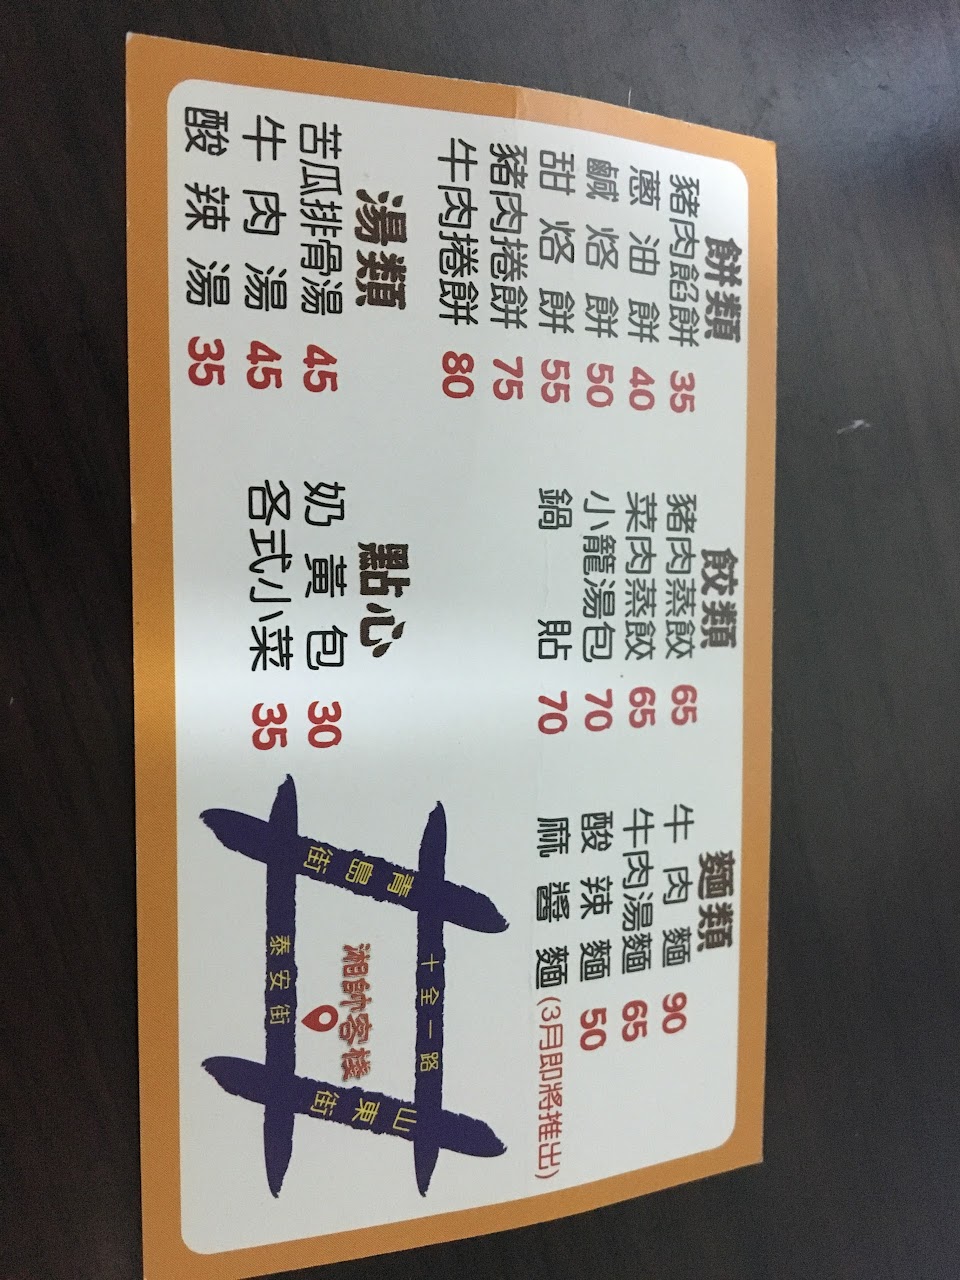 餅類
豬肉餡餅 35
蔥油餅 40
鹹烙餅 50
甜烙餅 55
豬肉捲餅 75
牛肉捲餅 80
餃類
豬肉蒸餃 65
菜肉蒸餃 65
小籠湯包 70
鍋貼 70
麵類
牛肉麵 90
牛肉湯麵 65
酸辣麵 50
麻醬麵(3月即將推出)
湯類
苦瓜排骨湯 45
牛肉湯 45
酸辣湯 35
點心
奶黃包 30
各式小菜 35
青島街
十全一路
湘帥客棧
泰安街
山東街